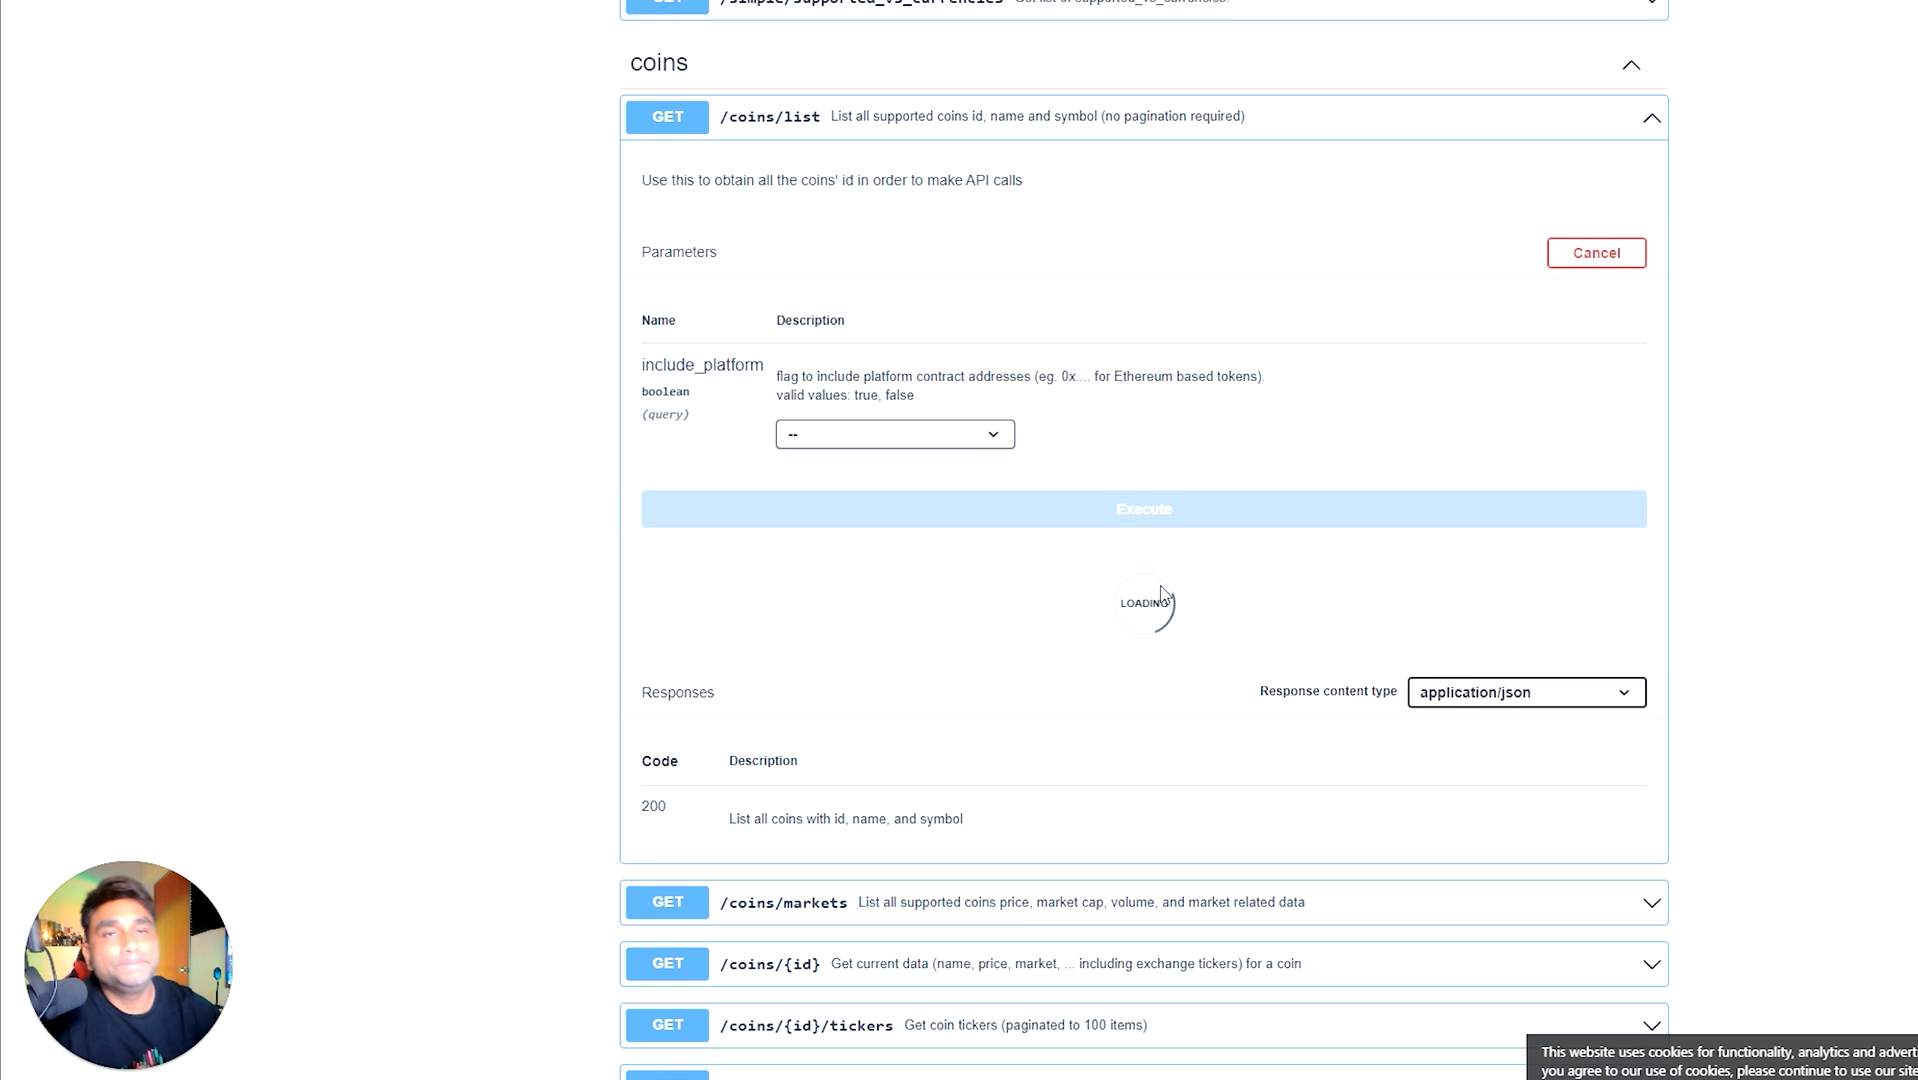 GET /simple/supported_vs_currencies Get list of supported_vs_currencies.
coins
GET /coins/list List all supported coins id, name and symbol (no pagination required)
Use this to obtain all the coins' id in order to make API calls
Parameters
Cancel
Name Description
include_platform
boolean
(query)
flag to include platform contract addresses (eg. 0x.... for Ethereum based tokens).
valid values: true, false
--
Execute
LOADING
Responses
Response content type application/json
Code Description
200
List all coins with id, name, and symbol
GET /coins/markets List all supported coins price, market cap, volume, and market related data
GET /coins/{id} Get current data (name, price, market, ... including exchange tickers) for a coin
GET /coins/{id}/tickers Get coin tickers (paginated to 100 items)
This website uses cookies for functionality, analytics and advert
you agree to our use of cookies, please continue to use our site